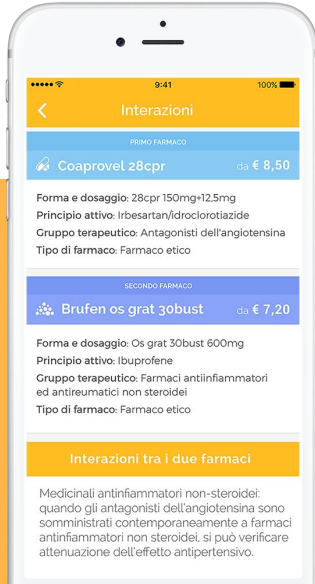 9:41
100%
Interazioni
PRIMO FARMACO
Coaprovel 28cpr da € 8,50
Forma e dosaggio: 28cpr 150mg+12,5mg
Principio attivo: Irbesartan/idroclorotiazide
Gruppo terapeutico: Antagonisti dell'angiotensina
Tipo di farmaco: Farmaco etico
SECONDO FARMACO
Brufen os grat 30bust da € 7,20
Forma e dosaggio: Os grat 30bust 600mg
Principio attivo: Ibuprofene
Gruppo terapeutico: Farmaci antiinfiammatori
ed antireumatici non steroidei
Tipo di farmaco: Farmaco etico
Interazioni tra i due farmaci
Medicinali antinfiammatori non-steroidei:
quando gli antagonisti dell'angiotensina sono
somministrati contemporaneamente a farmaci
antinfiammatori non steroidei, si può verificare
attenuazione dell'effetto antipertensivo.